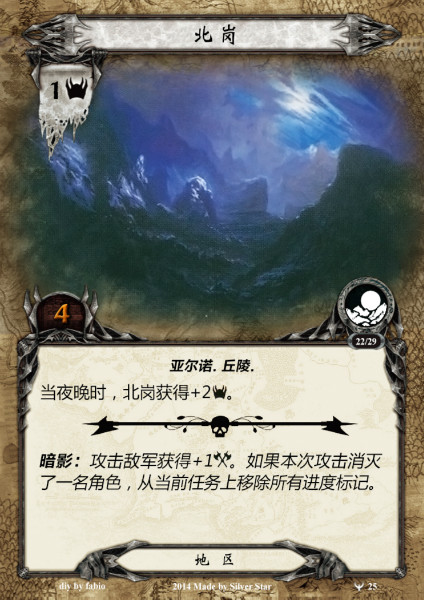 北岗
1
4
22/29
亚尔诺. 丘陵.
当夜晚时，北岗获得+2。
暗影：攻击敌军获得+1。如果本次攻击消灭
了一名角色，从当前任务上移除所有进度标记。
地区
diy by fabio 2014 Made by Silver Star 25